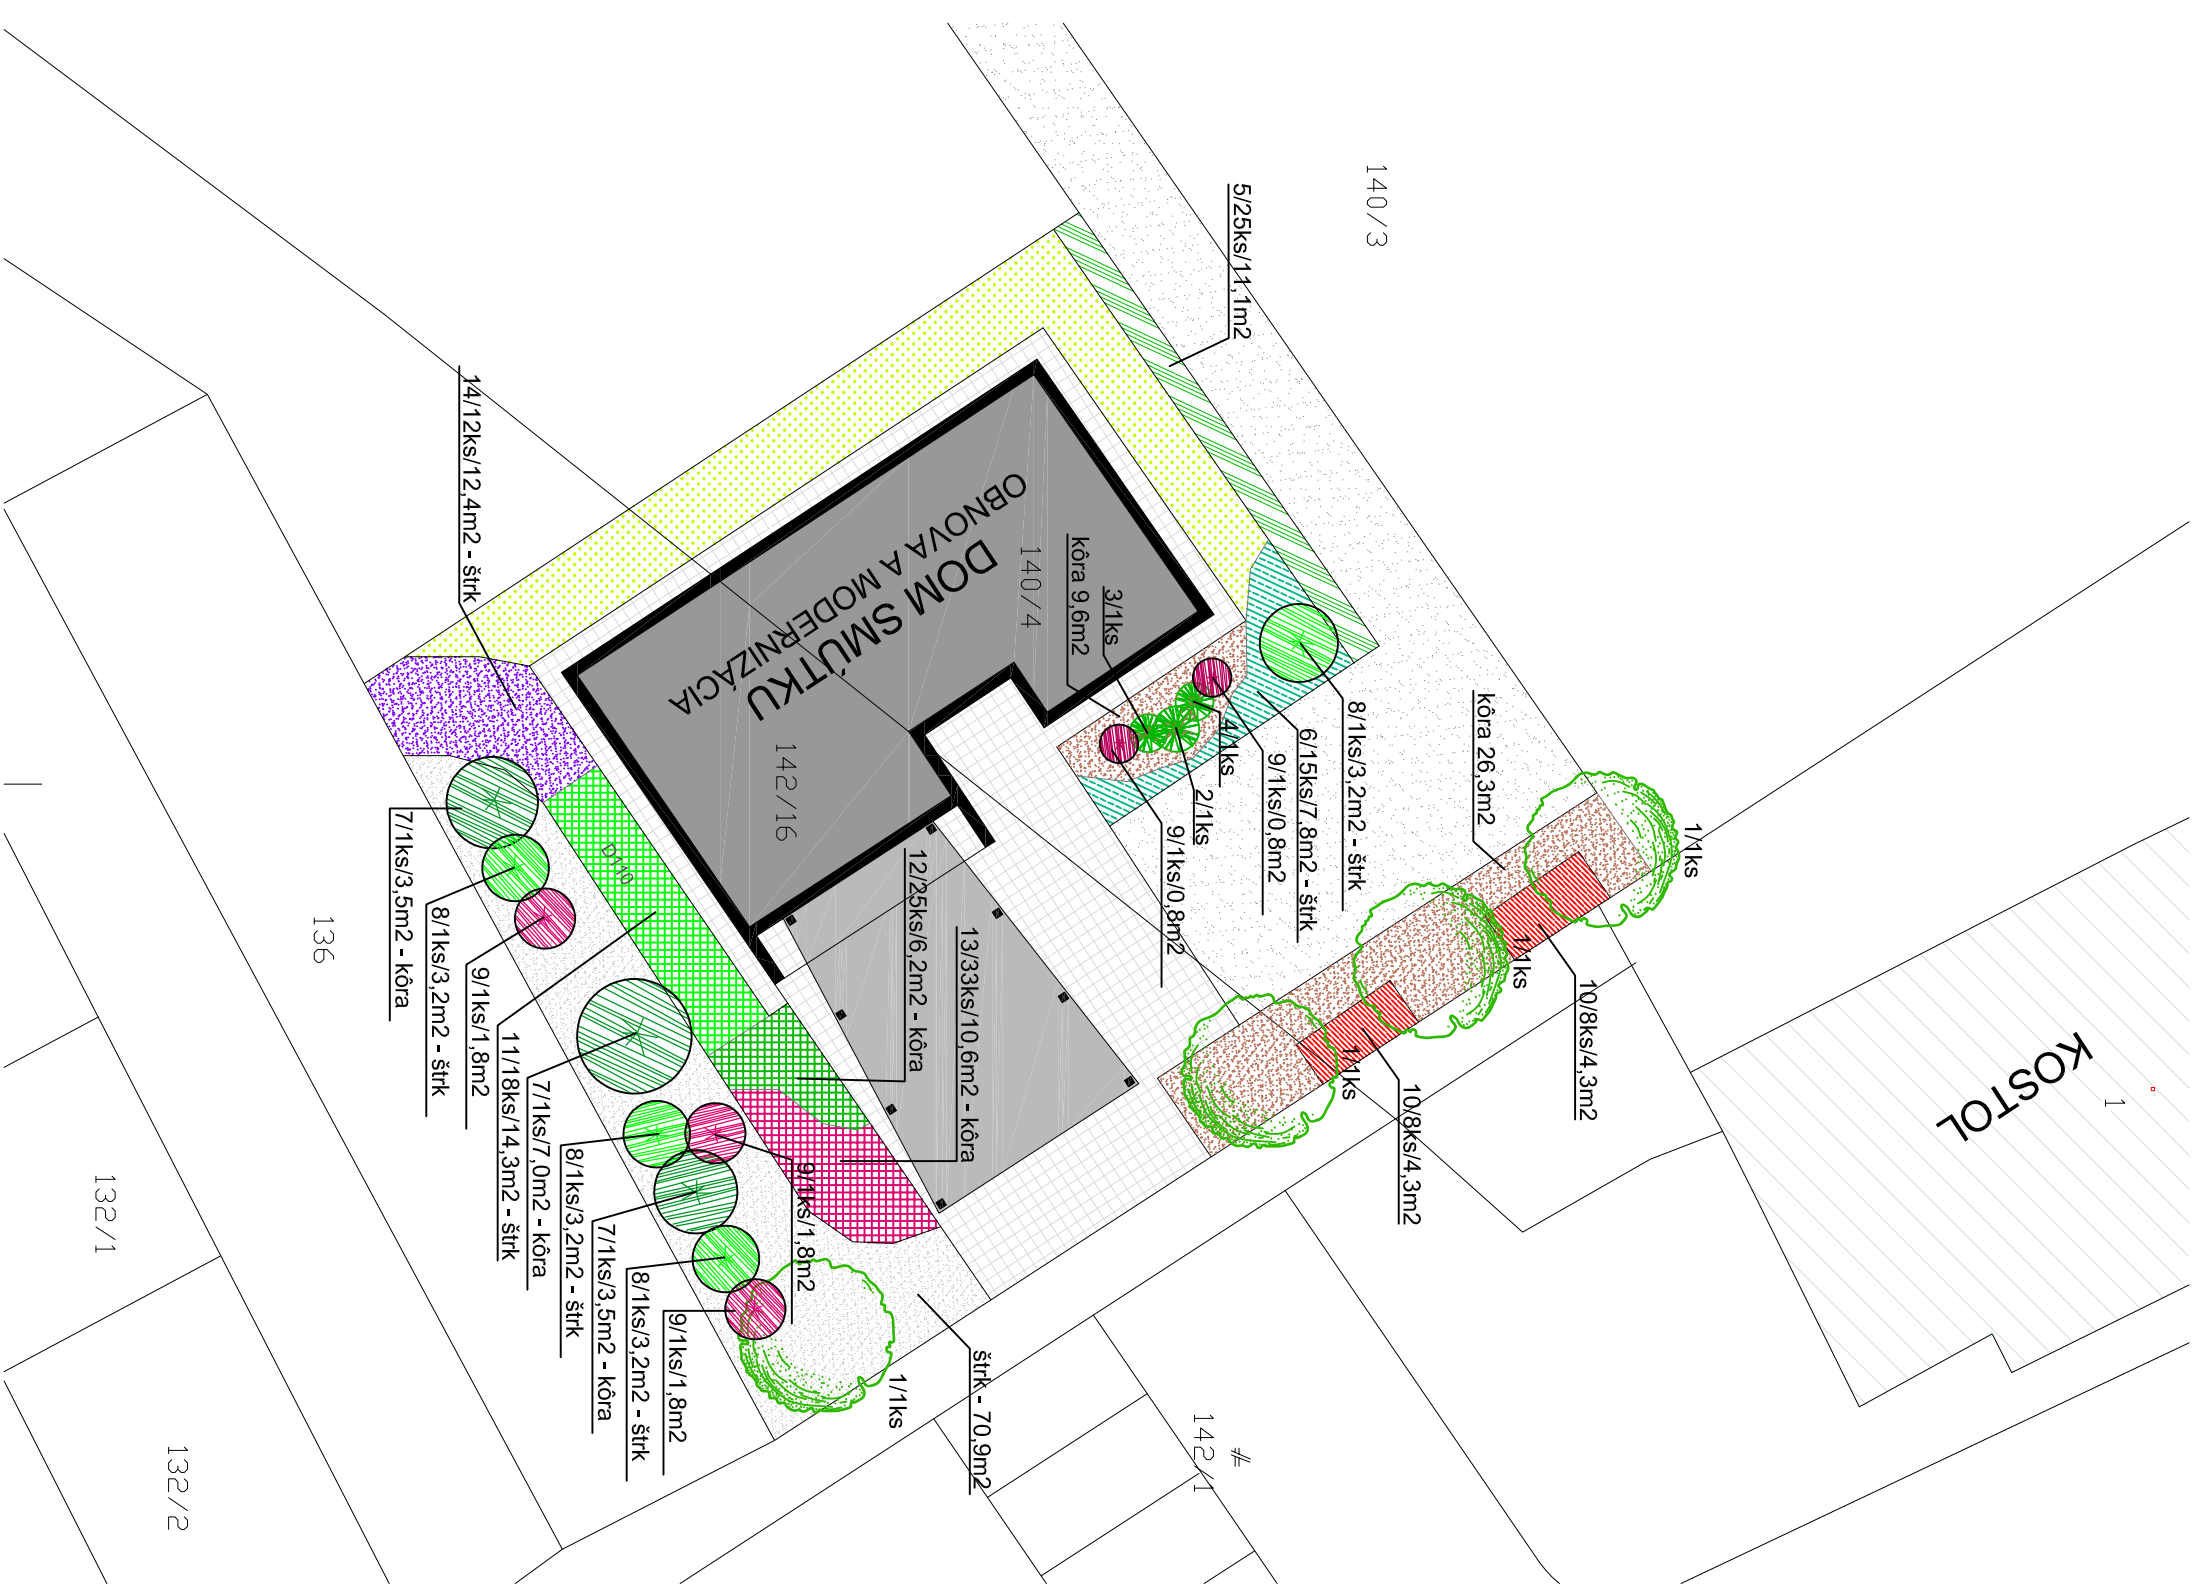 140/3
5/25ks/11,1m2
14/12ks/12,4m2 - štrk
DOM SMÚTKU
OBNOVA A MODERNIZÁCIA
140/4
142/16
kôra 9,6m2
3/1ks
4/1ks
2/1ks
9/1ks/0,8m2
9/1ks/0,8m2
6/15ks/7,8m2 - štrk
8/1ks/3,2m2 - štrk
kôra 26,3m2
1/1ks
1/1ks
1/1ks
10/8ks/4,3m2
10/8ks/4,3m2
KOSTOL
1
12/25ks/6,2m2 - kôra
13/33ks/10,6m2 - kôra
D110
7/1ks/3,5m2 - kôra
8/1ks/3,2m2 - štrk
9/1ks/1,8m2
11/18ks/14,3m2 - štrk
7/1ks/7,0m2 - kôra
8/1ks/3,2m2 - štrk
7/1ks/3,5m2 - kôra
8/1ks/3,2m2 - štrk
9/1ks/1,8m2
9/1ks/1,8m2
1/1ks
štrk - 70,9m2
136
132/1
132/2
142/1